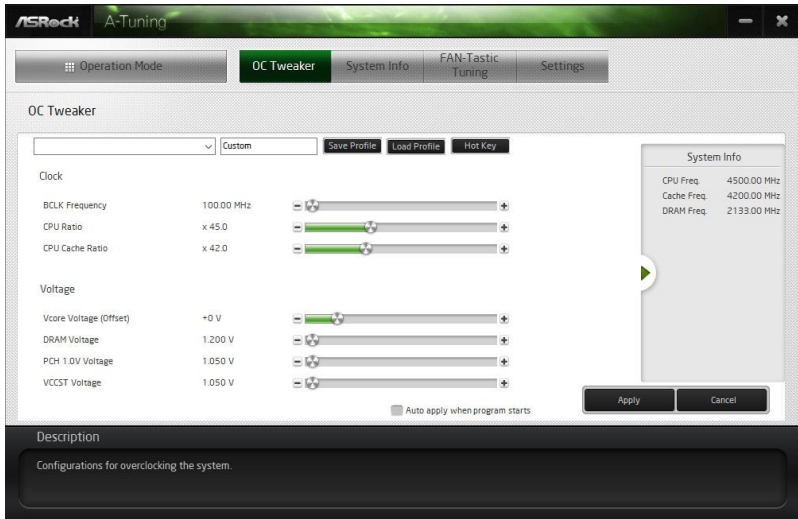 ASRock A-Tuning
Operation Mode
OC Tweaker
System Info
FAN-Tastic
Tuning
Settings
OC Tweaker
Custom
Save Profile
Load Profile
Hot Key
Clock
BCLK Frequency 100.00 MHz
CPU Ratio x 45.0
CPU Cache Ratio x 42.0
Voltage
Vcore Voltage (Offset) +0 V
DRAM Voltage 1.200 V
PCH 1.0V Voltage 1.050 V
VCCST Voltage 1.050 V
Auto apply when program starts
System Info
CPU Freq. 4500.00 MHz
Cache Freq. 4200.00 MHz
DRAM Freq. 2133.00 MHz
Apply
Cancel
Description
Configurations for overclocking the system.